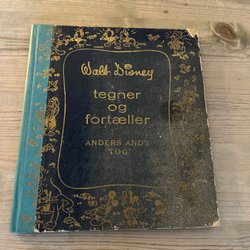 Walt Disney
tegner
og
fortæller
ANDERS AND'S
TOG